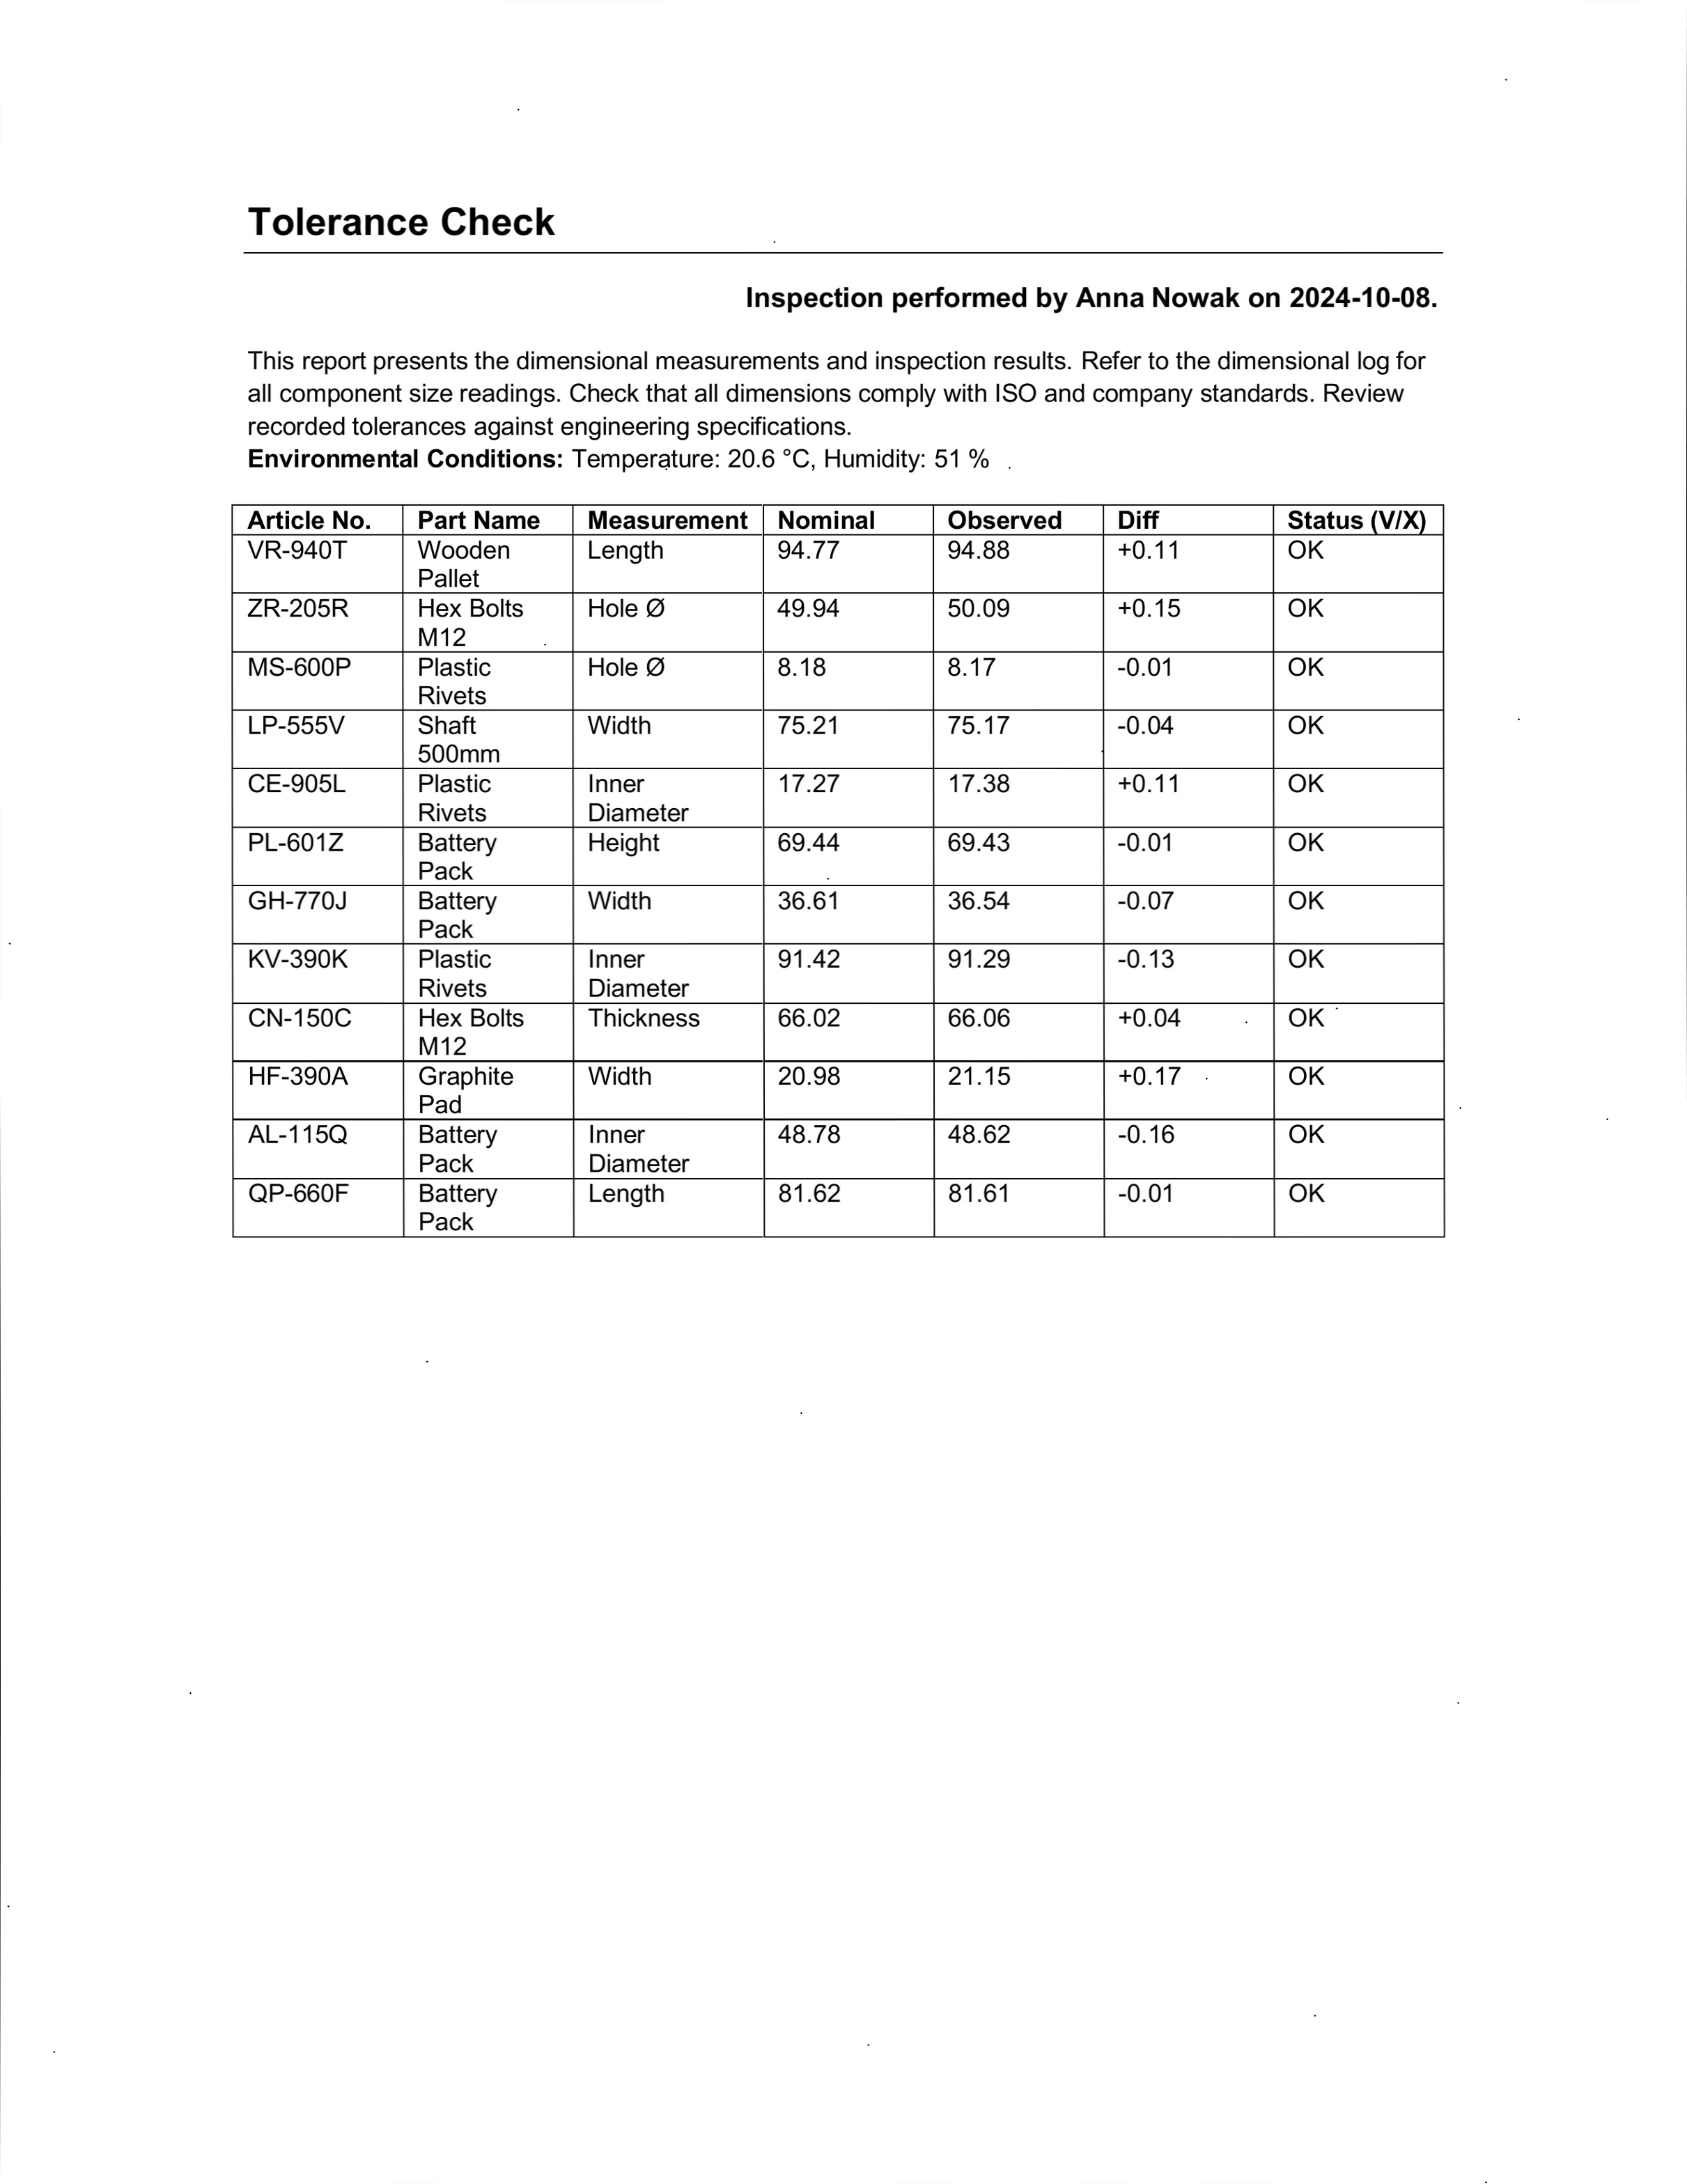 Tolerance Check
Inspection performed by Anna Nowak on 2024-10-08.
This report presents the dimensional measurements and inspection results. Refer to the dimensional log for
all component size readings. Check that all dimensions comply with ISO and company standards. Review
recorded tolerances against engineering specifications.
Environmental Conditions: Temperature: 20.6 °C, Humidity: 51 %
Article No. Part Name Measurement Nominal Observed Diff Status (V/X)
VR-940T Wooden Pallet Length 94.77 94.88 +0.11 OK
ZR-205R Hex Bolts M12 Hole Ø 49.94 50.09 +0.15 OK
MS-600P Plastic Rivets Hole Ø 8.18 8.17 -0.01 OK
LP-555V Shaft 500mm Width 75.21 75.17 -0.04 OK
CE-905L Plastic Rivets Inner Diameter 17.27 17.38 +0.11 OK
PL-601Z Battery Pack Height 69.44 69.43 -0.01 OK
GH-770J Battery Pack Width 36.61 36.54 -0.07 OK
KV-390K Plastic Rivets Inner Diameter 91.42 91.29 -0.13 OK
CN-150C Hex Bolts M12 Thickness 66.02 66.06 +0.04 OK
HF-390A Graphite Pad Width 20.98 21.15 +0.17 OK
AL-115Q Battery Pack Inner Diameter 48.78 48.62 -0.16 OK
QP-660F Battery Pack Length 81.62 81.61 -0.01 OK